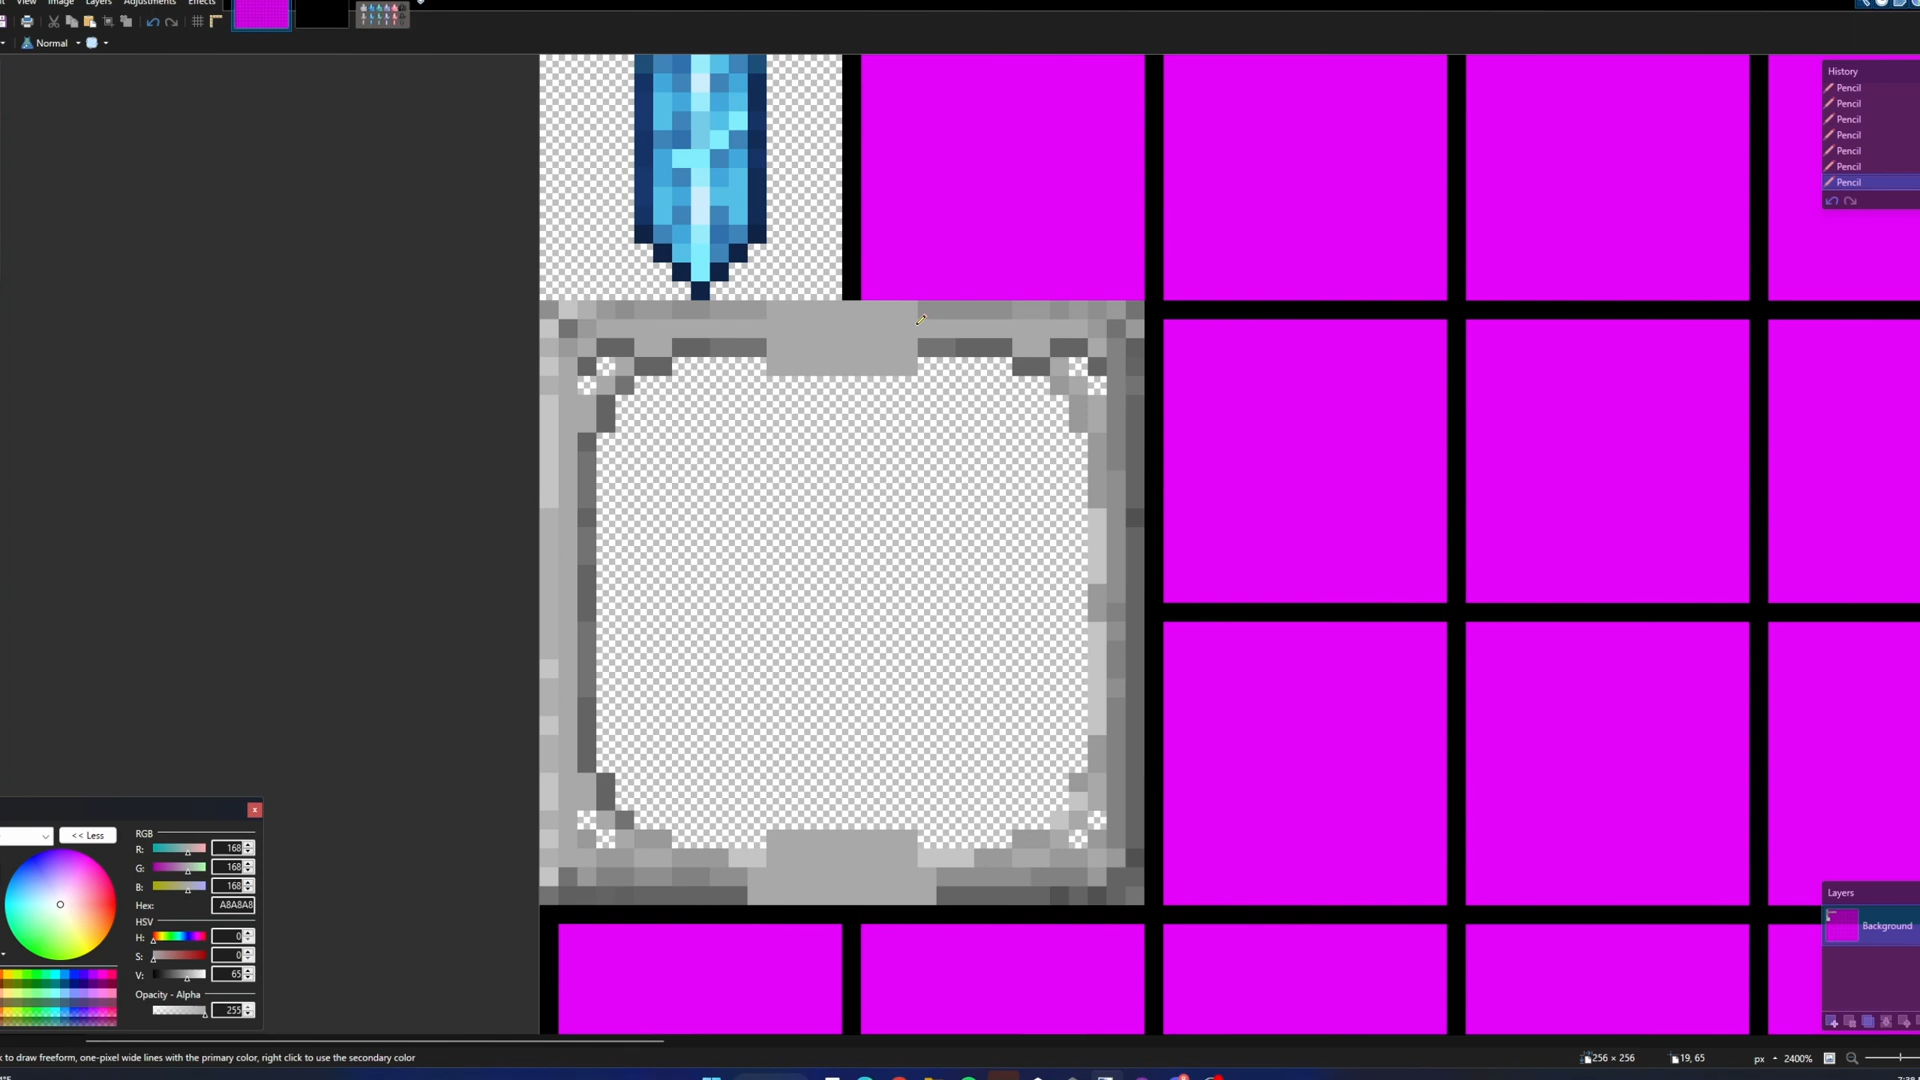 View Image Layers Adjustments Effects
Normal
History
Pencil
Pencil
Pencil
Pencil
Pencil
Pencil
Pencil
<< Less
RGB
R: 168
G: 168
B: 168
Hex: A8A8A8
HSV
H: 0
S: 0
V: 65
Opacity - Alpha
255
Layers
Background
to draw freeform, one-pixel wide lines with the primary color, right click to use the secondary color
256 × 256
19, 65
px
2400%